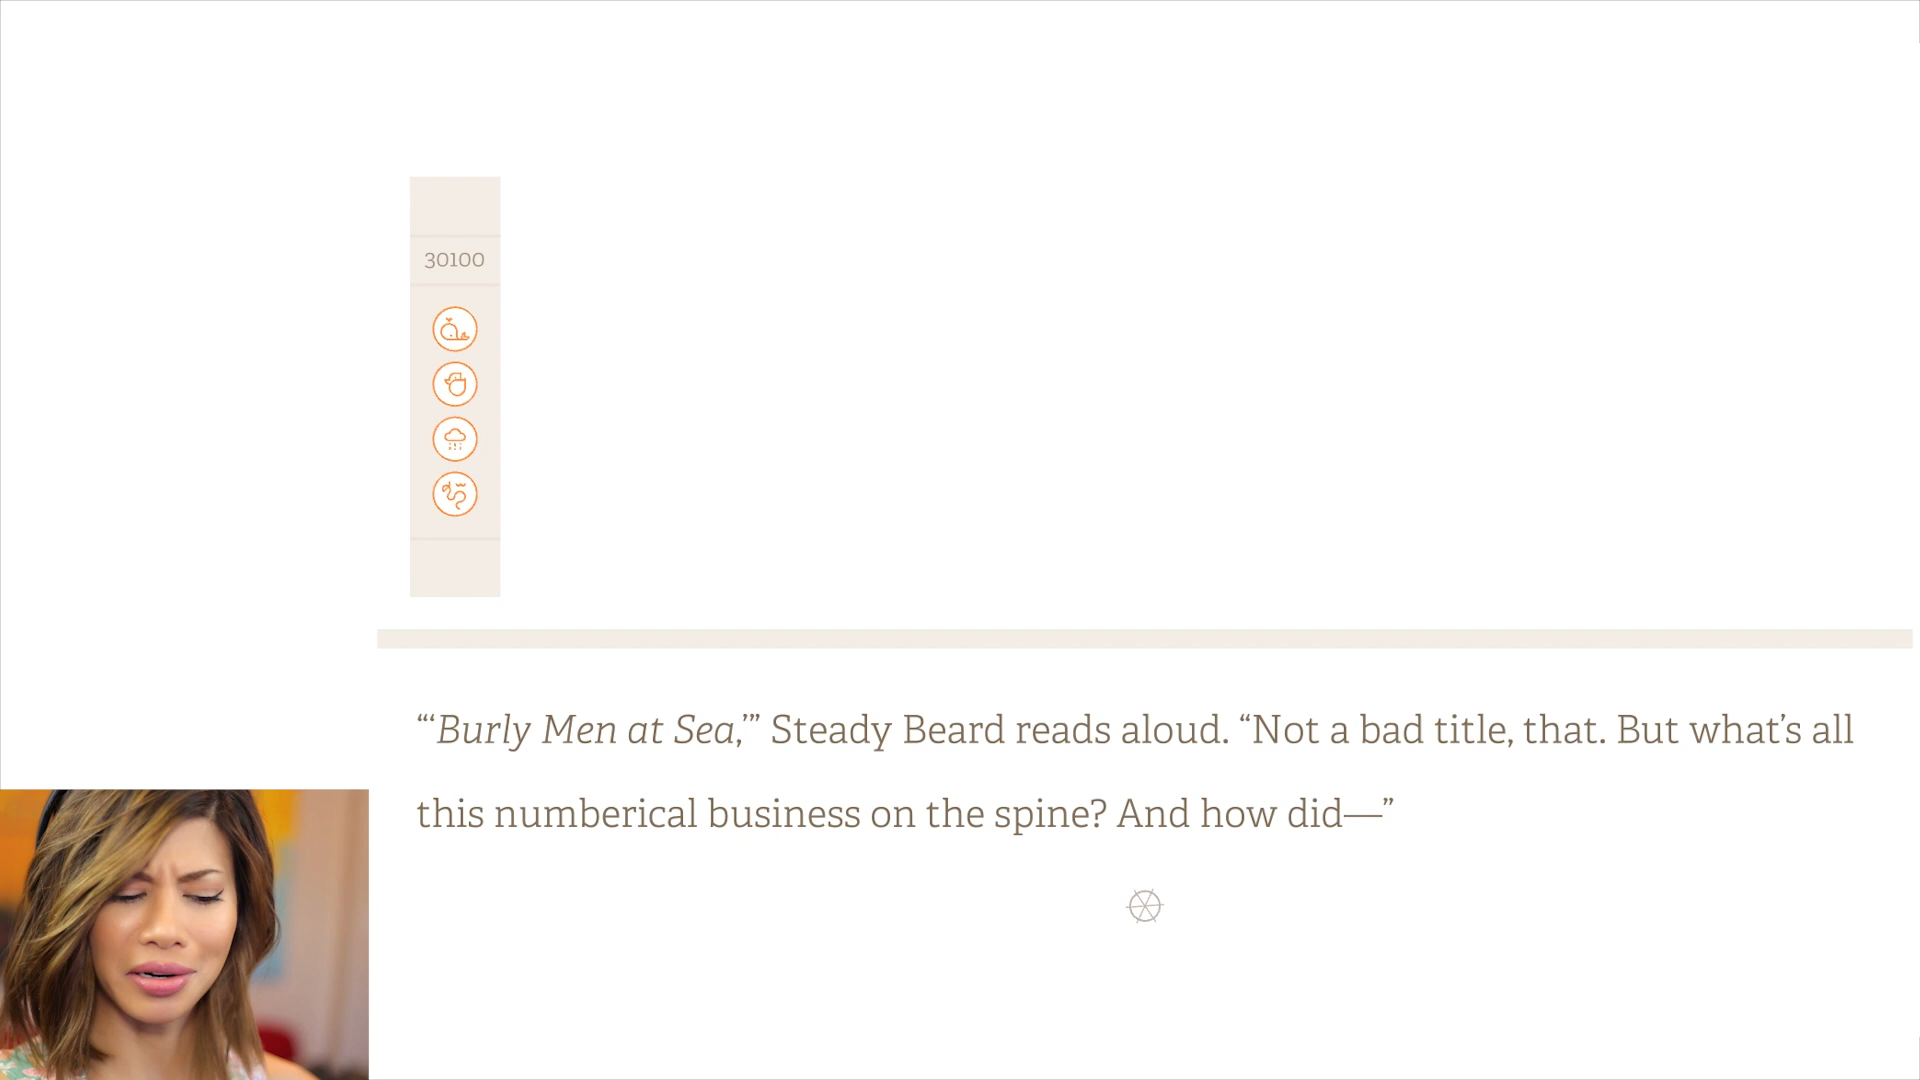 30100
“‘Burly Men at Sea,’” Steady Beard reads aloud. “Not a bad title, that. But what’s all
this numberical business on the spine? And how did—”